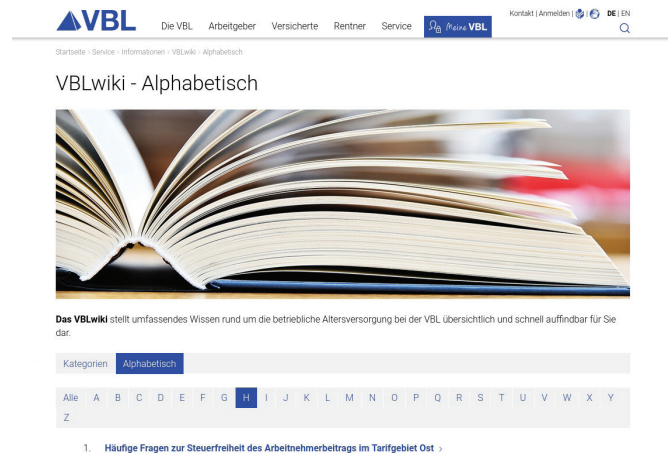 Kontakt | Anmelden | | DE | EN
VBL
Die VBL Arbeitgeber Versicherte Rentner Service Meine VBL
Startseite › Service › Informationen › VBLwiki › Alphabetisch
VBLwiki - Alphabetisch
Das VBLwiki stellt umfassendes Wissen rund um die betriebliche Altersversorgung bei der VBL übersichtlich und schnell auffindbar für Sie
dar.
Kategorien Alphabetisch
Alle A B C D E F G H I J K L M N O P Q R S T U V W X Y
Z
1. Häufige Fragen zur Steuerfreiheit des Arbeitnehmerbeitrags im Tarifgebiet Ost ›